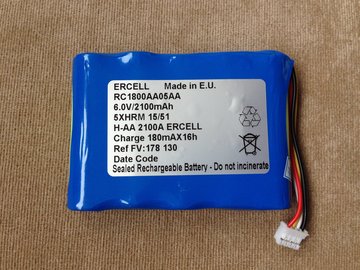 ERCELL Made in E.U.
RC1800AA05AA
6.0V/2100mAh
5XHRM 15/51
H-AA 2100A ERCELL
Charge 180mAX16h
Ref FV:178 130
Date Code
Sealed Rechargeable Battery - Do Not Incinerate